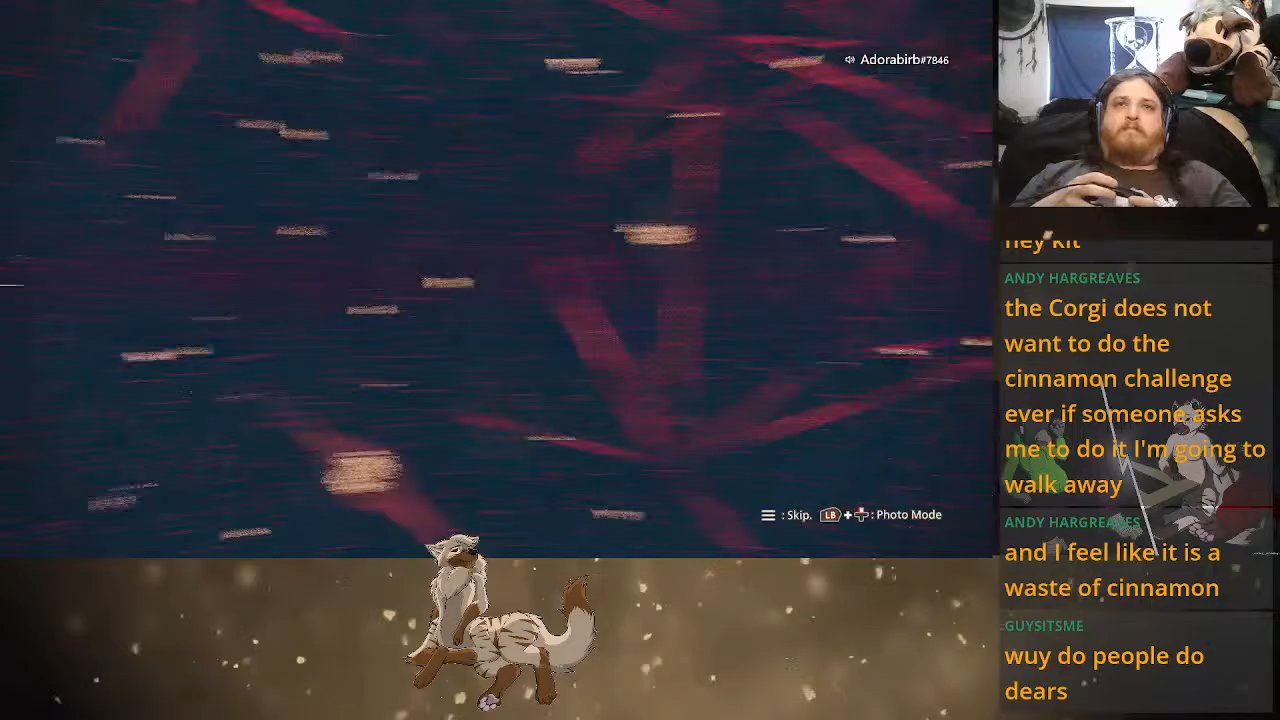 Adorabirb#7846
: Skip. LB + : Photo Mode
hey kit
ANDY HARGREAVES
the Corgi does not
want to do the
cinnamon challenge
ever if someone asks
me to do it I'm going to
walk away
ANDY HARGREAVES
and I feel like it is a
waste of cinnamon
GUYSITSME
wuy do people do
dears